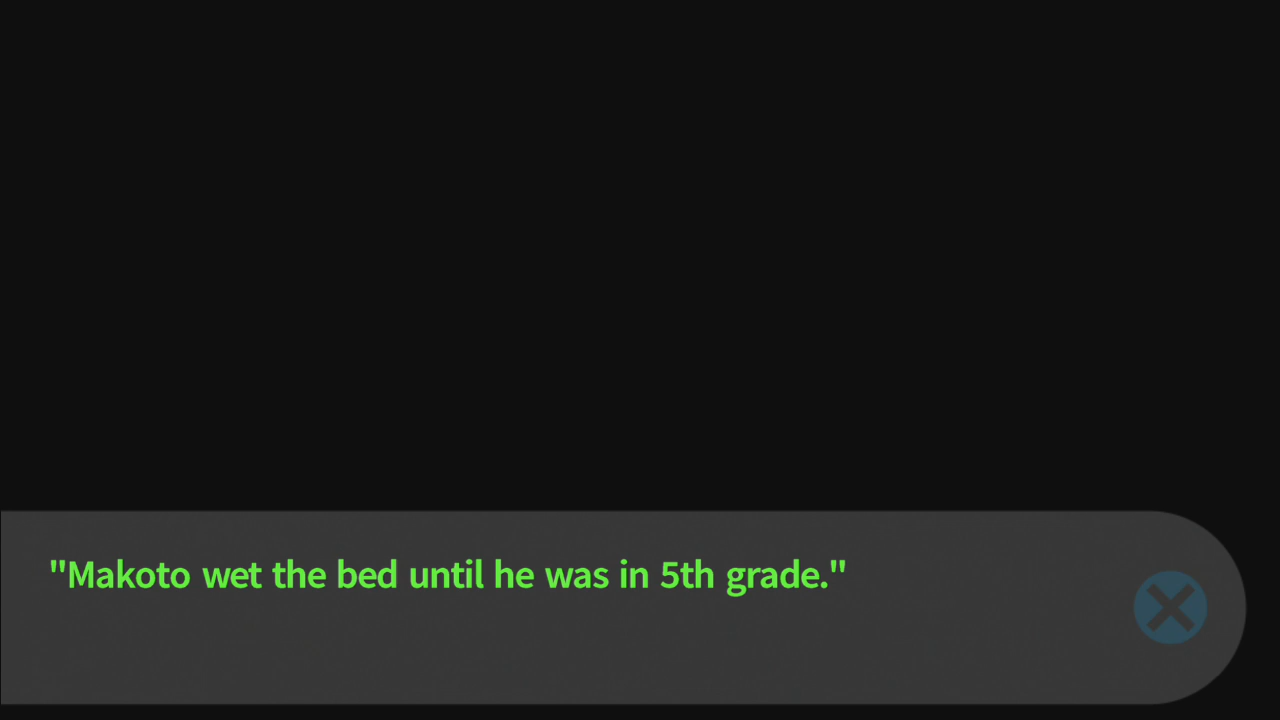 "Makoto wet the bed until he was in 5th grade."